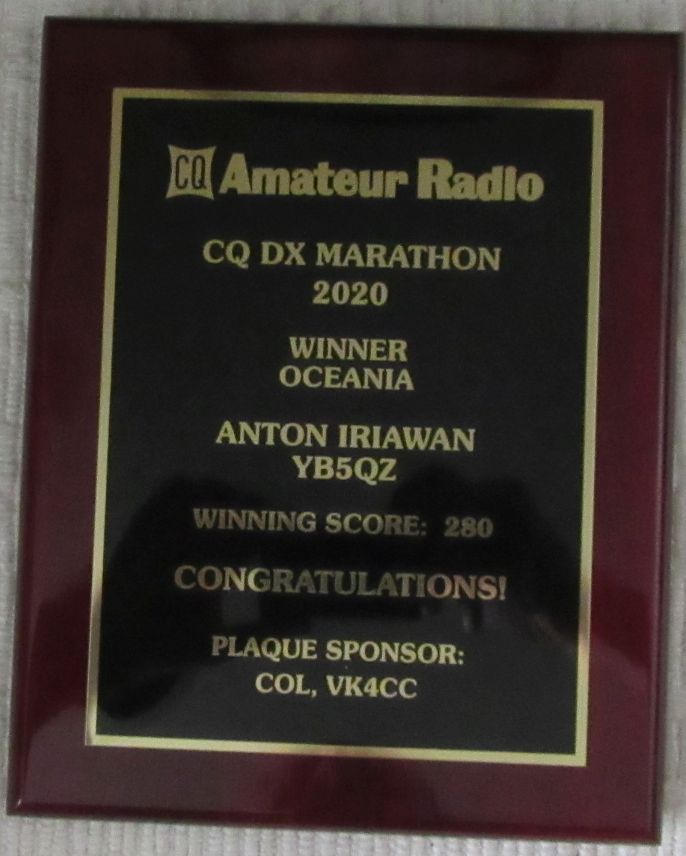 CQ Amateur Radio
CQ DX MARATHON
2020
WINNER
OCEANIA
ANTON IRIAWAN
YB5QZ
WINNING SCORE: 280
CONGRATULATIONS!
PLAQUE SPONSOR:
COL, VK4CC